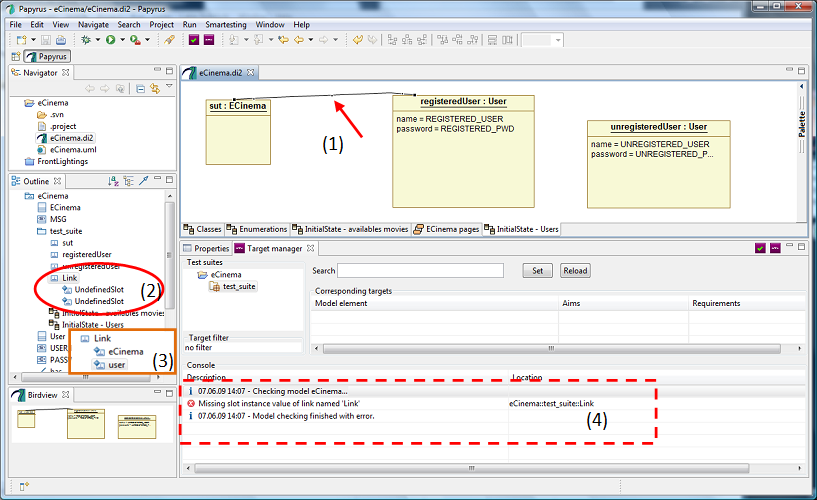 Papyrus - eCinema/eCinema.di2 - Papyrus
File Edit View Navigate Search Project Run Smartesting Window Help
Papyrus
Navigator
eCinema
.svn
.project
eCinema.di2
eCinema.uml
FrontLightings
Outline
eCinema
ECinema
MSG
test_suite
sut
registeredUser
unregisteredUser
Link
UndefinedSlot
UndefinedSlot
(2)
InitialState - availables movies
InitialState - Users
User
Link
eCinema
user
(3)
Birdview
eCinema.di2
sut : ECinema
(1)
registeredUser : User
name = REGISTERED_USER
password = REGISTERED_PWD
unregisteredUser : User
name = UNREGISTERED_USER
password = UNREGISTERED_P...
Palette
Classes Enumerations InitialState - availables movies ECinema pages InitialState - Users
Properties Target manager
Test suites
eCinema
test_suite
Target filter
no filter
Search Set Reload
Corresponding targets
Model element Aims Requirements
Console
Description Location
07.06.09 14:07 - Checking model eCinema...
Missing slot instance value of link named 'Link' eCinema::test_suite::Link
07.06.09 14:07 - Model checking finished with error.
(4)